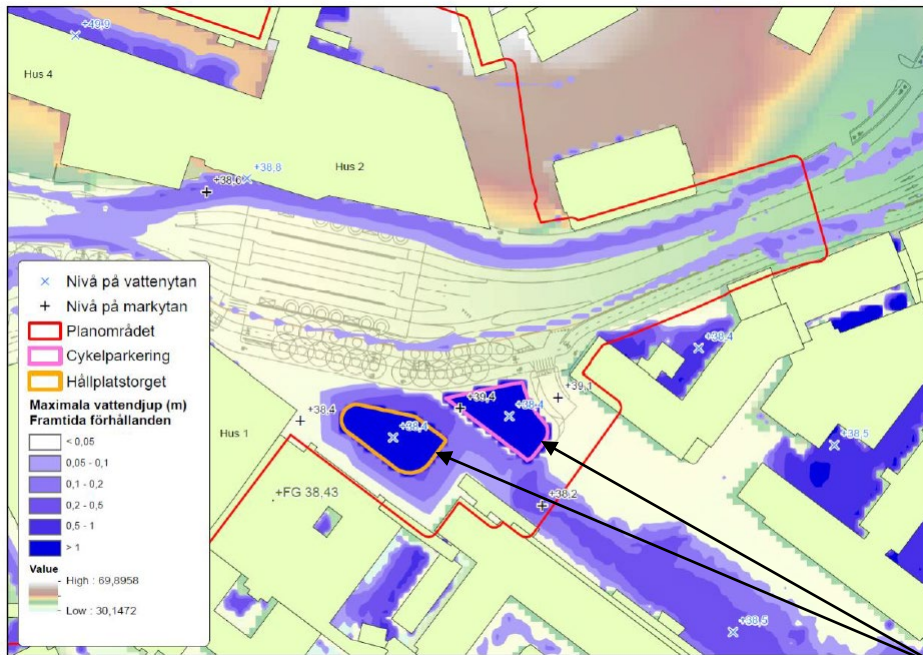 +49,9
Hus 4
+38,8
+38,6
Hus 2
Nivå på vattenytan
Nivå på markytan
Planområdet
Cykelparkering
Hållplatstorget
Maximala vattendjup (m)
Framtida förhållanden
< 0,05
0,05 - 0,1
0,1 - 0,2
0,2 - 0,5
0,5 - 1
> 1
Value
High : 69,8958
Low : 30,1472
+38,4
+39,1
+39,4
+38,4
+38,4
+38,4
Hus 1
+38,5
+FG 38,43
+38,2
+38,5